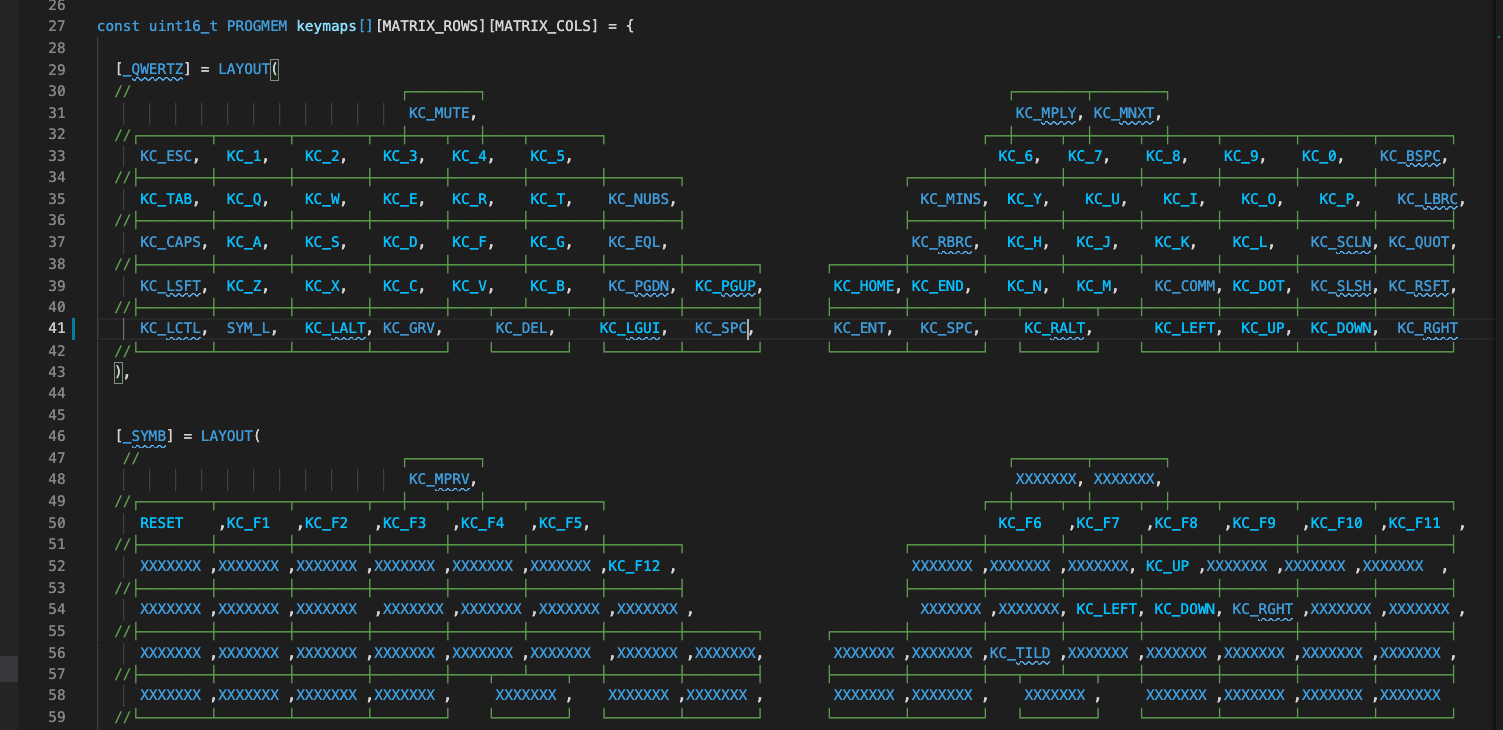 26
27 const uint16_t PROGMEM keymaps[][MATRIX_ROWS][MATRIX_COLS] = {
28
29 [_QWERTZ] = LAYOUT(
30 //
31 KC_MUTE, KC_MPLY, KC_MNXT,
32 //
33 KC_ESC, KC_1, KC_2, KC_3, KC_4, KC_5, KC_6, KC_7, KC_8, KC_9, KC_0, KC_BSPC,
34 //
35 KC_TAB, KC_Q, KC_W, KC_E, KC_R, KC_T, KC_NUBS, KC_MINS, KC_Y, KC_U, KC_I, KC_O, KC_P, KC_LBRC,
36 //
37 KC_CAPS, KC_A, KC_S, KC_D, KC_F, KC_G, KC_EQL, KC_RBRC, KC_H, KC_J, KC_K, KC_L, KC_SCLN, KC_QUOT,
38 //
39 KC_LSFT, KC_Z, KC_X, KC_C, KC_V, KC_B, KC_PGDN, KC_PGUP, KC_HOME, KC_END, KC_N, KC_M, KC_COMM, KC_DOT, KC_SLSH, KC_RSFT,
40 //
41 KC_LCTL, SYM_L, KC_LALT, KC_GRV, KC_DEL, KC_LGUI, KC_SPC, KC_ENT, KC_SPC, KC_RALT, KC_LEFT, KC_UP, KC_DOWN, KC_RGHT
42 //
43 ),
44
45
46 [_SYMB] = LAYOUT(
47 //
48 KC_MPRV, XXXXXXX, XXXXXXX,
49 //
50 RESET ,KC_F1 ,KC_F2 ,KC_F3 ,KC_F4 ,KC_F5, KC_F6 ,KC_F7 ,KC_F8 ,KC_F9 ,KC_F10 ,KC_F11 ,
51 //
52 XXXXXXX ,XXXXXXX ,XXXXXXX ,XXXXXXX ,XXXXXXX ,XXXXXXX ,KC_F12 , XXXXXXX ,XXXXXXX ,XXXXXXX, KC_UP ,XXXXXXX ,XXXXXXX ,XXXXXXX ,
53 //
54 XXXXXXX ,XXXXXXX ,XXXXXXX ,XXXXXXX ,XXXXXXX ,XXXXXXX ,XXXXXXX , XXXXXXX ,XXXXXXX, KC_LEFT, KC_DOWN, KC_RGHT ,XXXXXXX ,XXXXXXX ,
55 //
56 XXXXXXX ,XXXXXXX ,XXXXXXX ,XXXXXXX ,XXXXXXX ,XXXXXXX ,XXXXXXX ,XXXXXXX, XXXXXXX ,XXXXXXX ,KC_TILD ,XXXXXXX ,XXXXXXX ,XXXXXXX ,XXXXXXX ,XXXXXXX ,
57 //
58 XXXXXXX ,XXXXXXX ,XXXXXXX ,XXXXXXX , XXXXXXX , XXXXXXX ,XXXXXXX , XXXXXXX ,XXXXXXX , XXXXXXX , XXXXXXX ,XXXXXXX ,XXXXXXX ,XXXXXXX
59 //